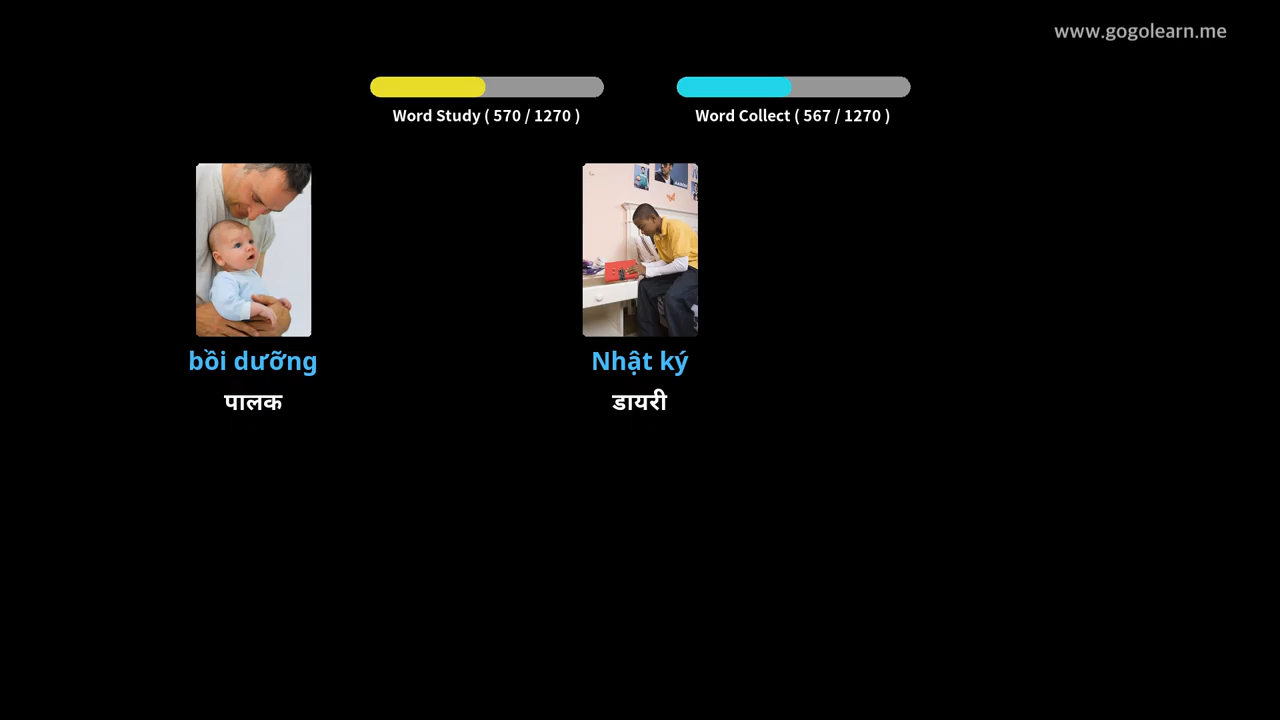 www.gogolearn.me
Word Study ( 570 / 1270 )
Word Collect ( 567 / 1270 )
bồi dưỡng
Nhật ký
पालक
डायरी